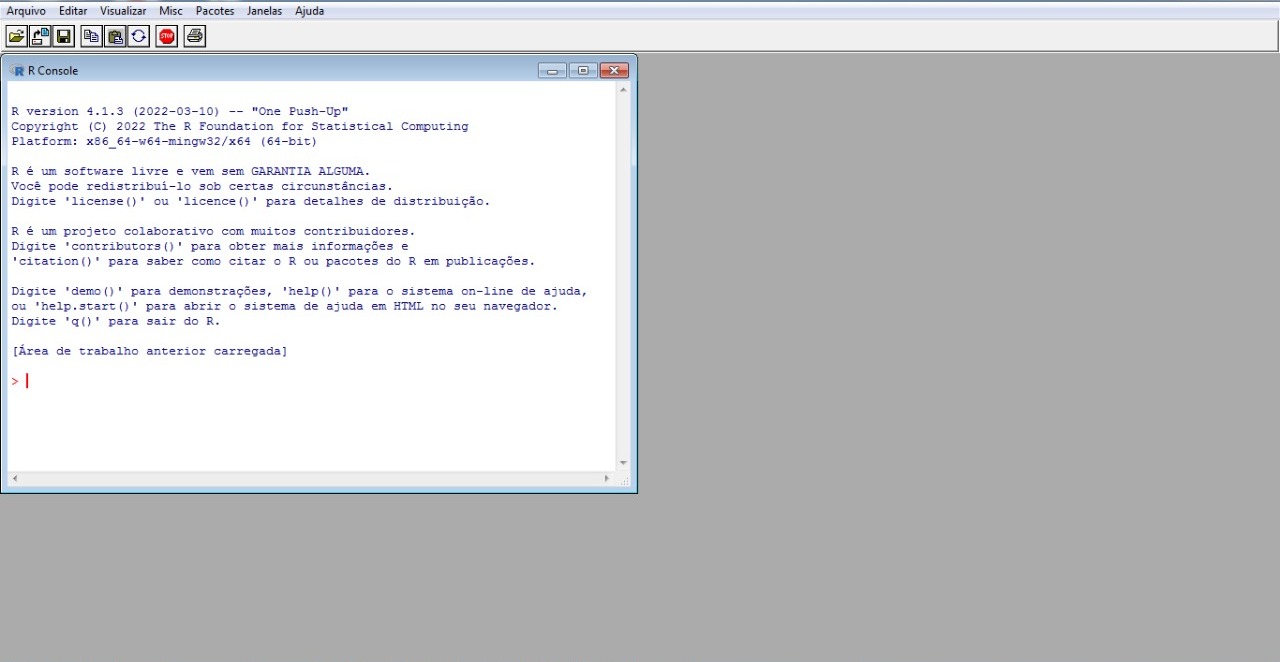 Arquivo Editar Visualizar Misc Pacotes Janelas Ajuda
STOP
R Console
R version 4.1.3 (2022-03-10) -- "One Push-Up"
Copyright (C) 2022 The R Foundation for Statistical Computing
Platform: x86_64-w64-mingw32/x64 (64-bit)
R é um software livre e vem sem GARANTIA ALGUMA.
Você pode redistribuí-lo sob certas circunstâncias.
Digite 'license()' ou 'licence()' para detalhes de distribuição.
R é um projeto colaborativo com muitos contribuidores.
Digite 'contributors()' para obter mais informações e
'citation()' para saber como citar o R ou pacotes do R em publicações.
Digite 'demo()' para demonstrações, 'help()' para o sistema on-line de ajuda,
ou 'help.start()' para abrir o sistema de ajuda em HTML no seu navegador.
Digite 'q()' para sair do R.
[Área de trabalho anterior carregada]
>